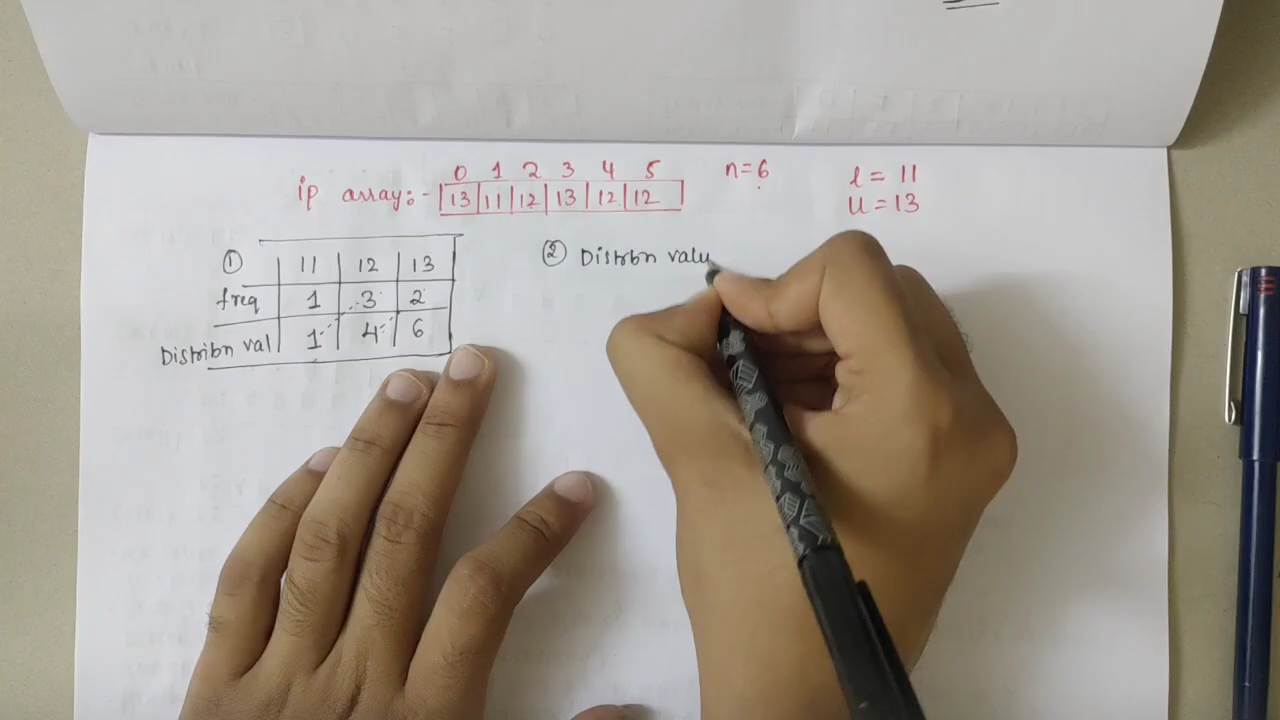 0 1 2 3 4 5
ip array:- 13 11 12 13 12 12
n=6
l = 11
u = 13
① 11 12 13
freq 1 3 2
Distribn val 1 4 6
② Distrbn valu